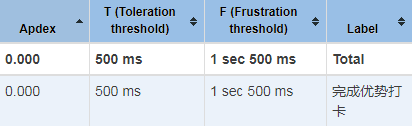 Apdex T (Toleration threshold) F (Frustration threshold) Label
0.000 500 ms 1 sec 500 ms Total
0.000 500 ms 1 sec 500 ms 完成优势打卡